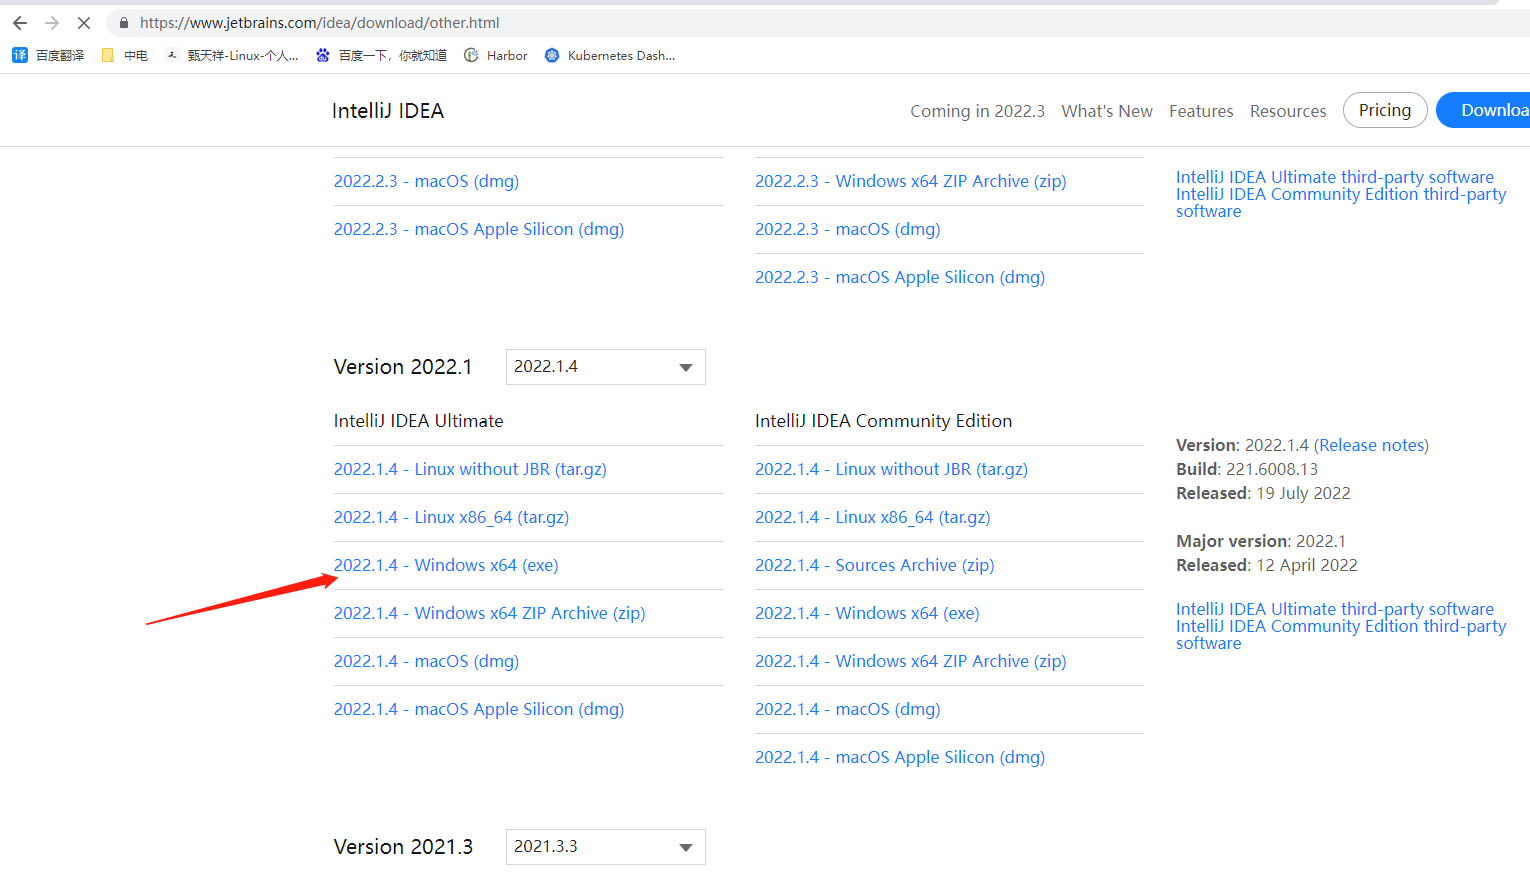 https://www.jetbrains.com/idea/download/other.html
译 百度翻译 中电 甄天祥-Linux-个人... 百度一下，你就知道 Harbor Kubernetes Dash...
IntelliJ IDEA Coming in 2022.3 What's New Features Resources Pricing Downloa
2022.2.3 - macOS (dmg)
2022.2.3 - macOS Apple Silicon (dmg)
2022.2.3 - Windows x64 ZIP Archive (zip)
2022.2.3 - macOS (dmg)
2022.2.3 - macOS Apple Silicon (dmg)
IntelliJ IDEA Ultimate third-party software
IntelliJ IDEA Community Edition third-party
software
Version 2022.1 2022.1.4
IntelliJ IDEA Ultimate
2022.1.4 - Linux without JBR (tar.gz)
2022.1.4 - Linux x86_64 (tar.gz)
2022.1.4 - Windows x64 (exe)
2022.1.4 - Windows x64 ZIP Archive (zip)
2022.1.4 - macOS (dmg)
2022.1.4 - macOS Apple Silicon (dmg)
IntelliJ IDEA Community Edition
2022.1.4 - Linux without JBR (tar.gz)
2022.1.4 - Linux x86_64 (tar.gz)
2022.1.4 - Sources Archive (zip)
2022.1.4 - Windows x64 (exe)
2022.1.4 - Windows x64 ZIP Archive (zip)
2022.1.4 - macOS (dmg)
2022.1.4 - macOS Apple Silicon (dmg)
Version: 2022.1.4 (Release notes)
Build: 221.6008.13
Released: 19 July 2022
Major version: 2022.1
Released: 12 April 2022
IntelliJ IDEA Ultimate third-party software
IntelliJ IDEA Community Edition third-party
software
Version 2021.3 2021.3.3